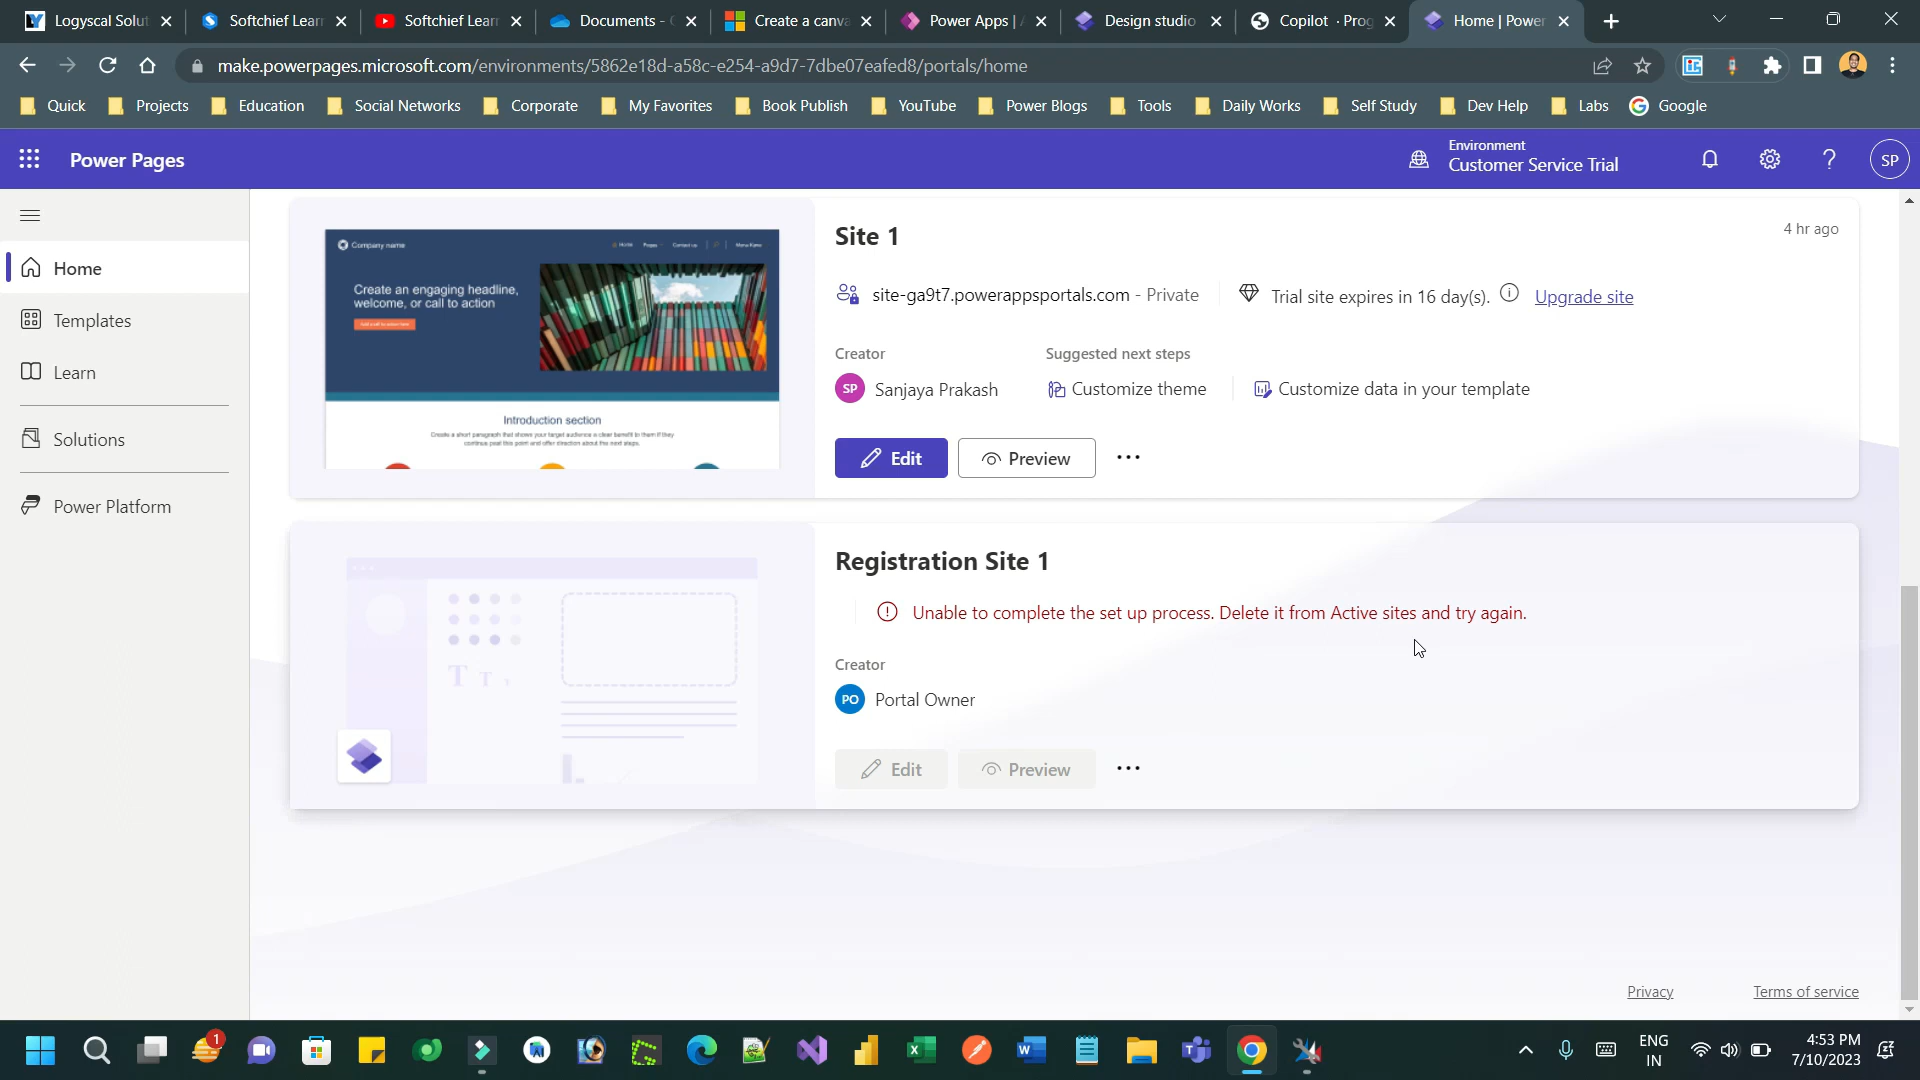 Logyscal Solut
Softchief Lear
Softchief Lear
Documents -
Create a canva
Power Apps |
Design studio
Copilot · Prog
Home | Power
make.powerpages.microsoft.com/environments/5862e18d-a58c-e254-a9d7-7dbe07eafed8/portals/home
Quick
Projects
Education
Social Networks
Corporate
My Favorites
Book Publish
YouTube
Power Blogs
Tools
Daily Works
Self Study
Dev Help
Labs
Google
Power Pages
Environment
Customer Service Trial
SP
Home
Templates
Learn
Solutions
Power Platform
Company name
Home
Pages
Contact us
Create an engaging headline,
welcome, or call to action
Introduction section
Create a short paragraph that shows your target audience a clear benefit to them if they
continue past this point and offer direction about the next steps.
Site 1
4 hr ago
site-ga9t7.powerappsportals.com - Private
Trial site expires in 16 day(s).
Upgrade site
Creator
Suggested next steps
SP
Sanjaya Prakash
Customize theme
Customize data in your template
Edit
Preview
Registration Site 1
Unable to complete the set up process. Delete it from Active sites and try again.
Creator
PO
Portal Owner
Edit
Preview
T T
Privacy
Terms of service
1
ENG
IN
4:53 PM
7/10/2023